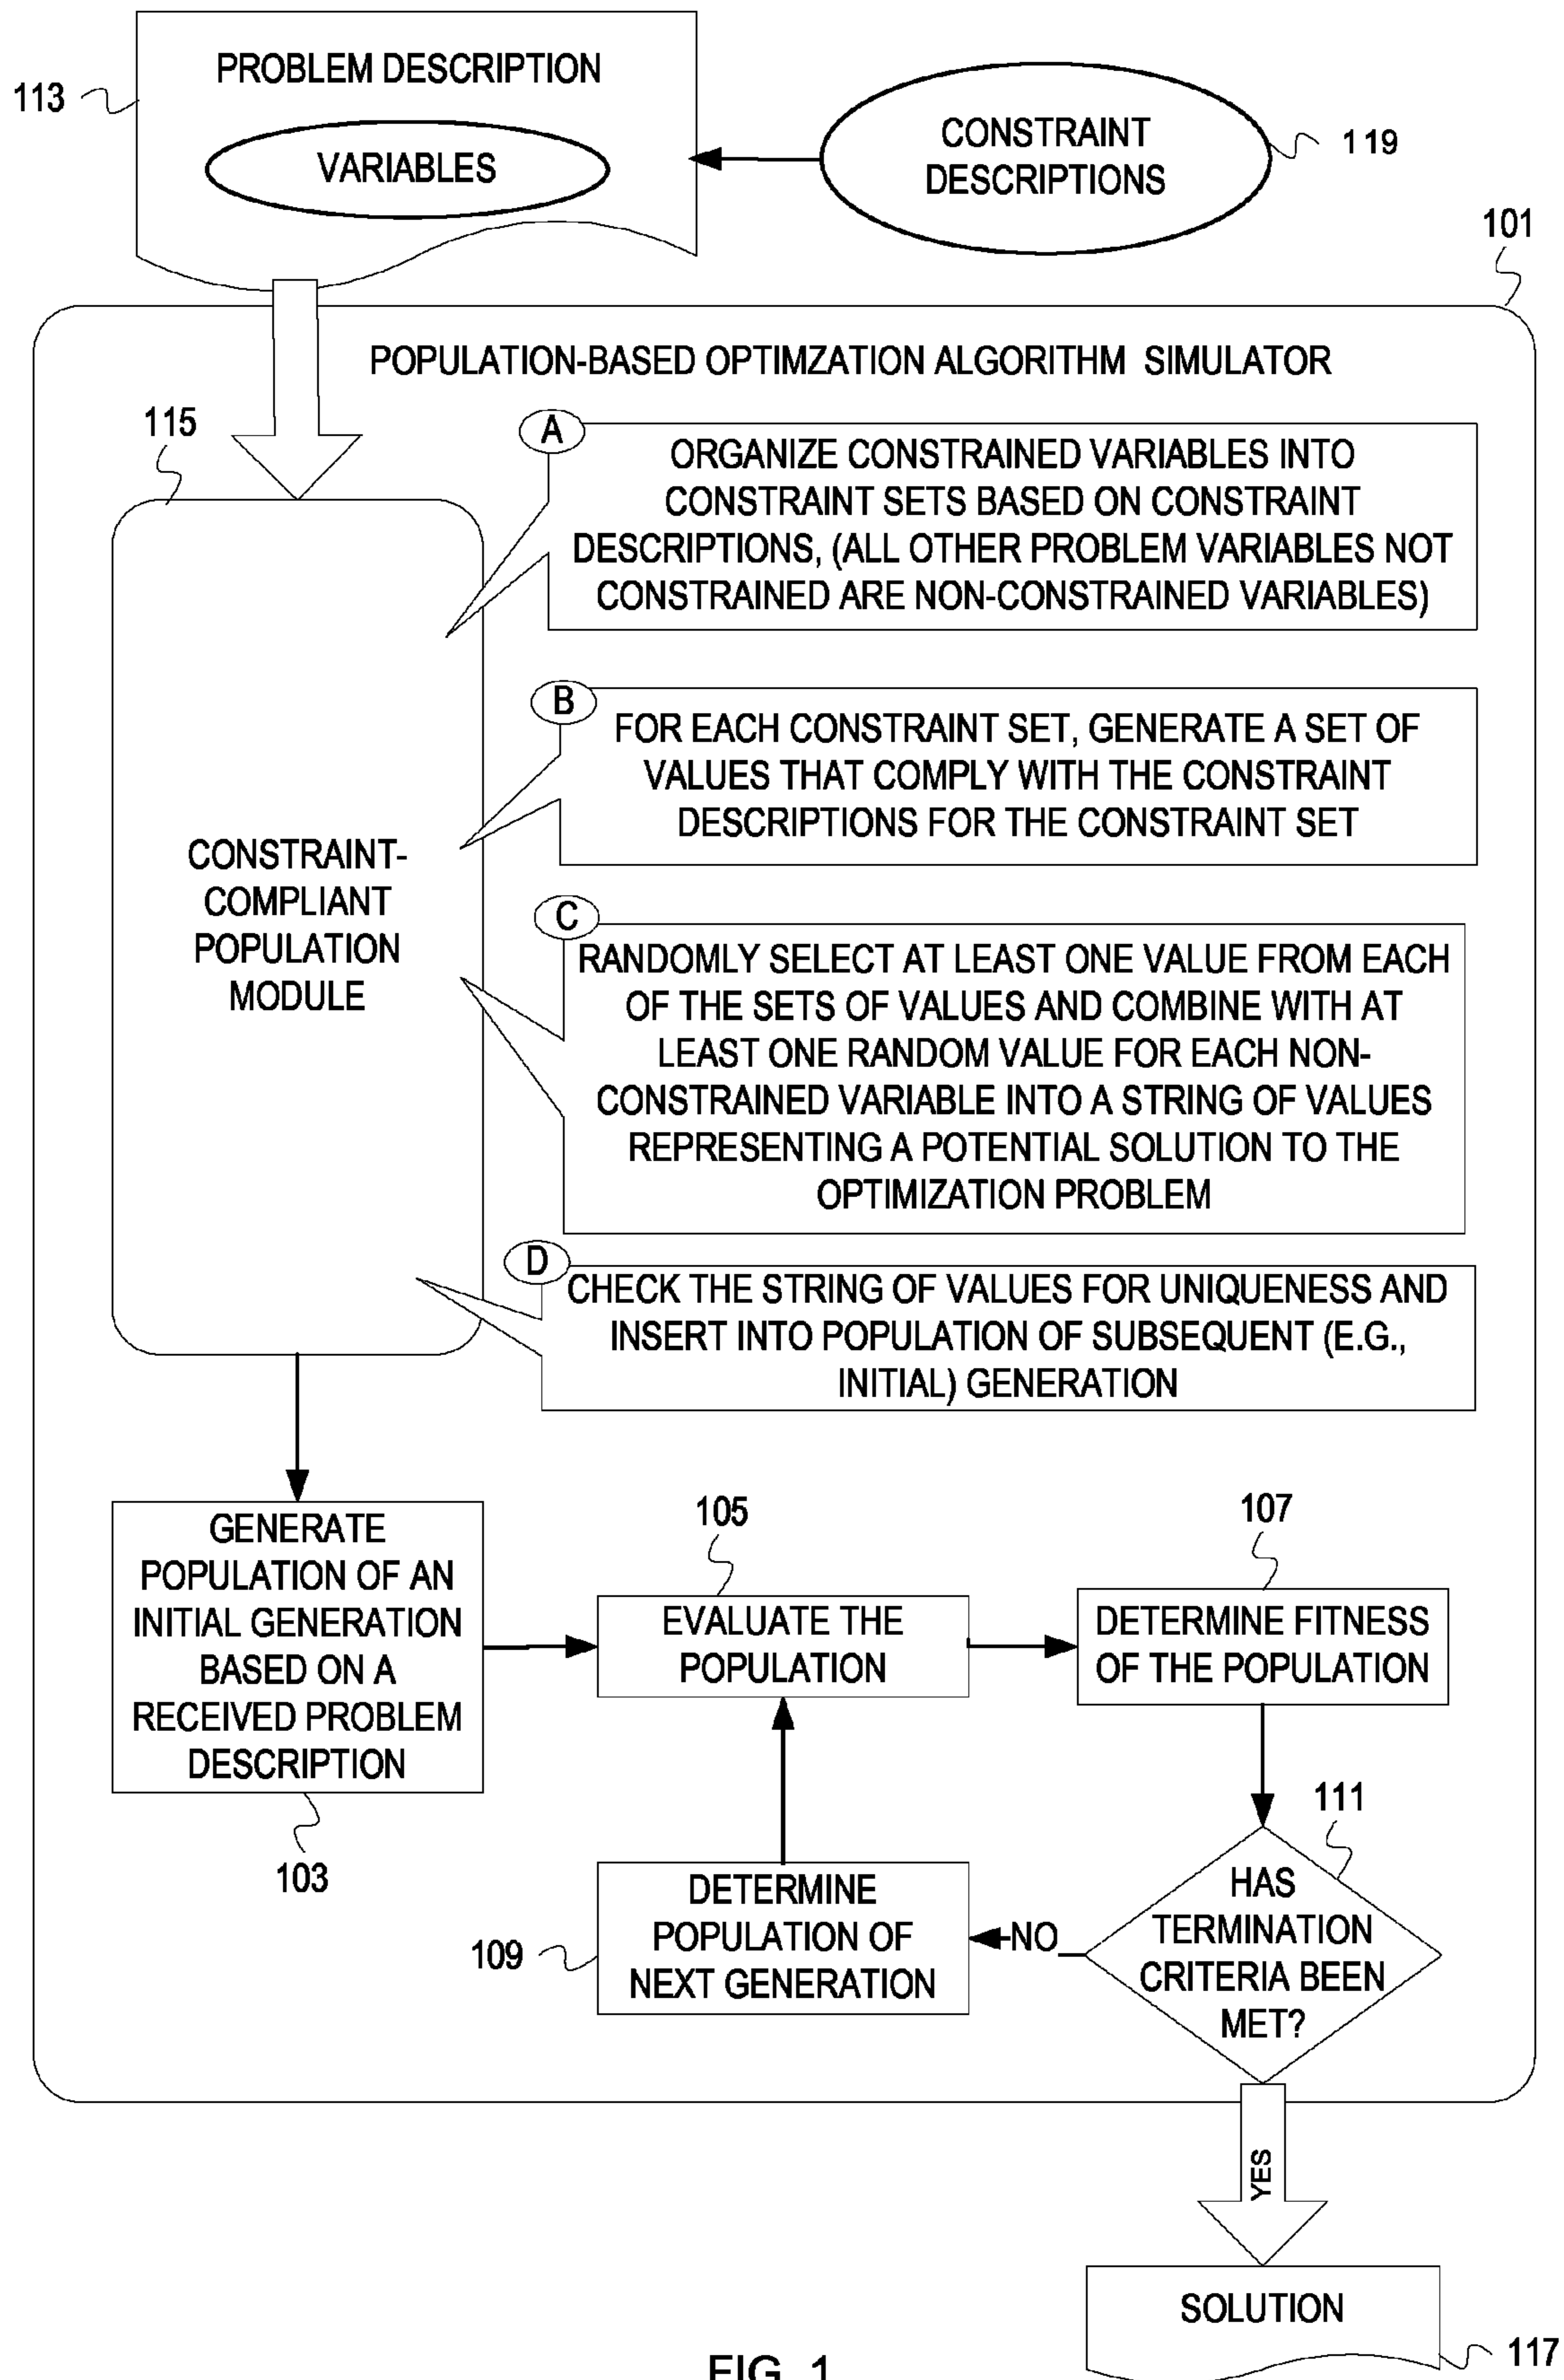 PROBLEM DESCRIPTION
113
VARIABLES
CONSTRAINT
DESCRIPTIONS
119
101
POPULATION-BASED OPTIMZATION ALGORITHM SIMULATOR
115
A
ORGANIZE CONSTRAINED VARIABLES INTO
CONSTRAINT SETS BASED ON CONSTRAINT
DESCRIPTIONS, (ALL OTHER PROBLEM VARIABLES NOT
CONSTRAINED ARE NON-CONSTRAINED VARIABLES)
B
FOR EACH CONSTRAINT SET, GENERATE A SET OF
VALUES THAT COMPLY WITH THE CONSTRAINT
DESCRIPTIONS FOR THE CONSTRAINT SET
CONSTRAINT-
COMPLIANT
POPULATION
MODULE
C
RANDOMLY SELECT AT LEAST ONE VALUE FROM EACH
OF THE SETS OF VALUES AND COMBINE WITH AT
LEAST ONE RANDOM VALUE FOR EACH NON-
CONSTRAINED VARIABLE INTO A STRING OF VALUES
REPRESENTING A POTENTIAL SOLUTION TO THE
OPTIMIZATION PROBLEM
D
CHECK THE STRING OF VALUES FOR UNIQUENESS AND
INSERT INTO POPULATION OF SUBSEQUENT (E.G.,
INITIAL) GENERATION
GENERATE
POPULATION OF AN
INITIAL GENERATION
BASED ON A
RECEIVED PROBLEM
DESCRIPTION
103
105
EVALUATE THE
POPULATION
107
DETERMINE FITNESS
OF THE POPULATION
111
HAS
TERMINATION
CRITERIA BEEN
MET?
NO
DETERMINE
POPULATION OF
NEXT GENERATION
109
YES
SOLUTION
117
FIG. 1